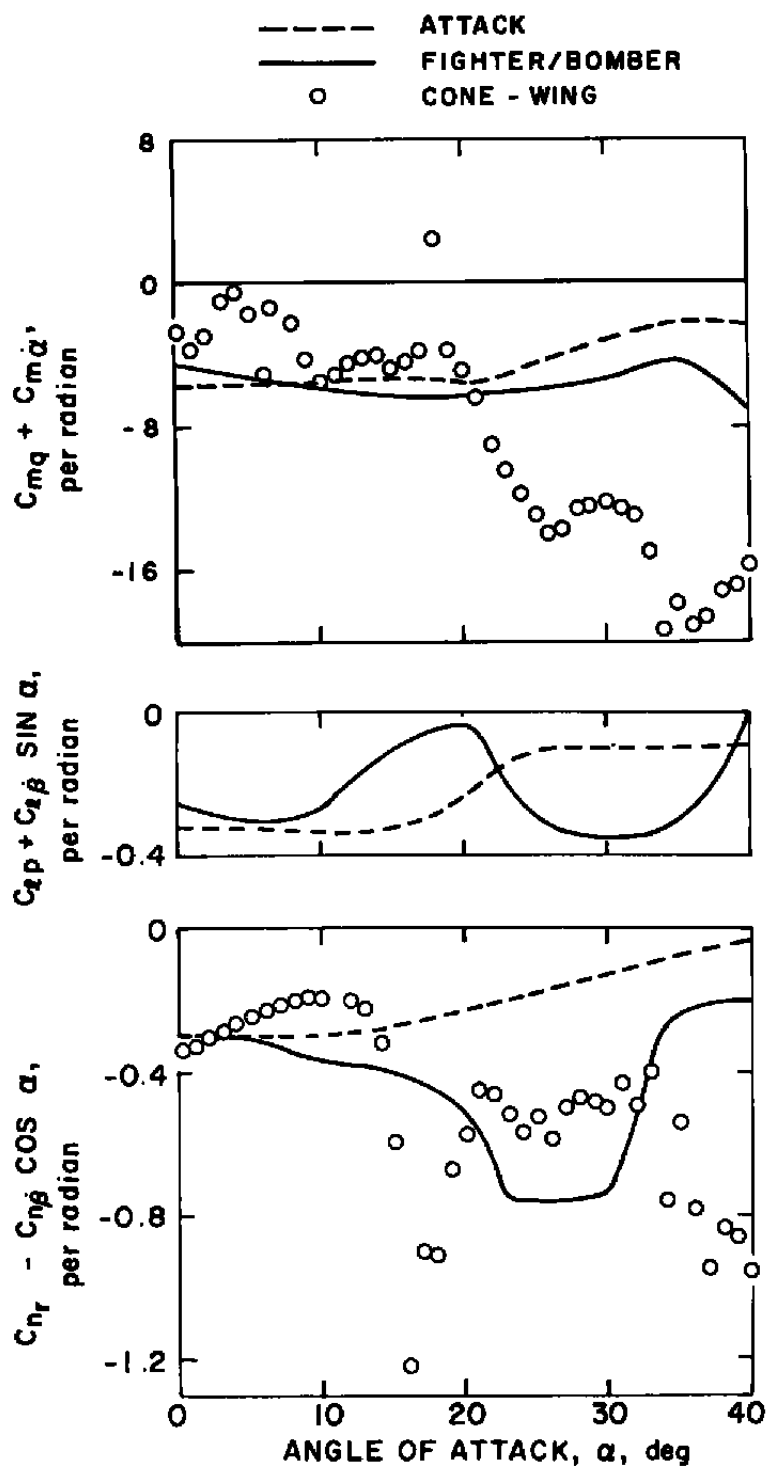 ATTACK
FIGHTER/BOMBER
CONE - WING
8
0
-8
-16
Cmq + Cmα̇,
per radian
0
-0.4
Cℓp + Cℓβ̇ SIN α,
per radian
0
-0.4
-0.8
-1.2
Cnr - Cnβ̇ COS α,
per radian
0 10 20 30 40
ANGLE OF ATTACK, α, deg